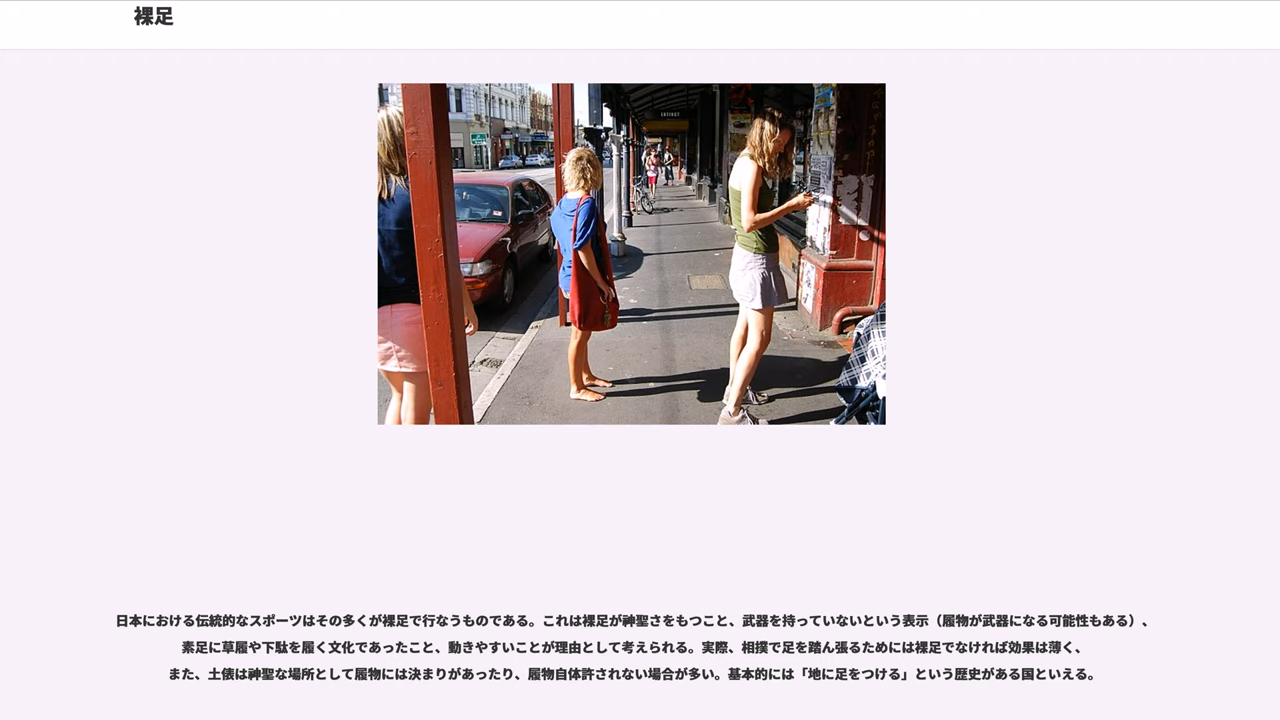 裸足
EXTINCT
日本における伝統的なスポーツはその多くが裸足で行なうものである。これは裸足が神聖さをもつこと、武器を持っていないという表示（履物が武器になる可能性もある）、
素足に草履や下駄を履く文化であったこと、動きやすいことが理由として考えられる。実際、相撲で足を踏ん張るためには裸足でなければ効果は薄く、
また、土俵は神聖な場所として履物には決まりがあったり、履物自体許されない場合が多い。基本的には「地に足をつける」という歴史がある国といえる。